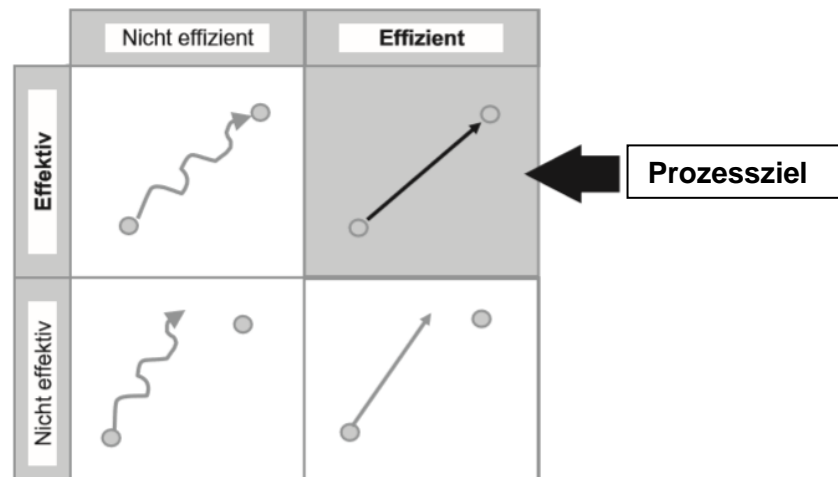 Nicht effizient
Effizient
Effektiv
Prozessziel
Nicht effektiv